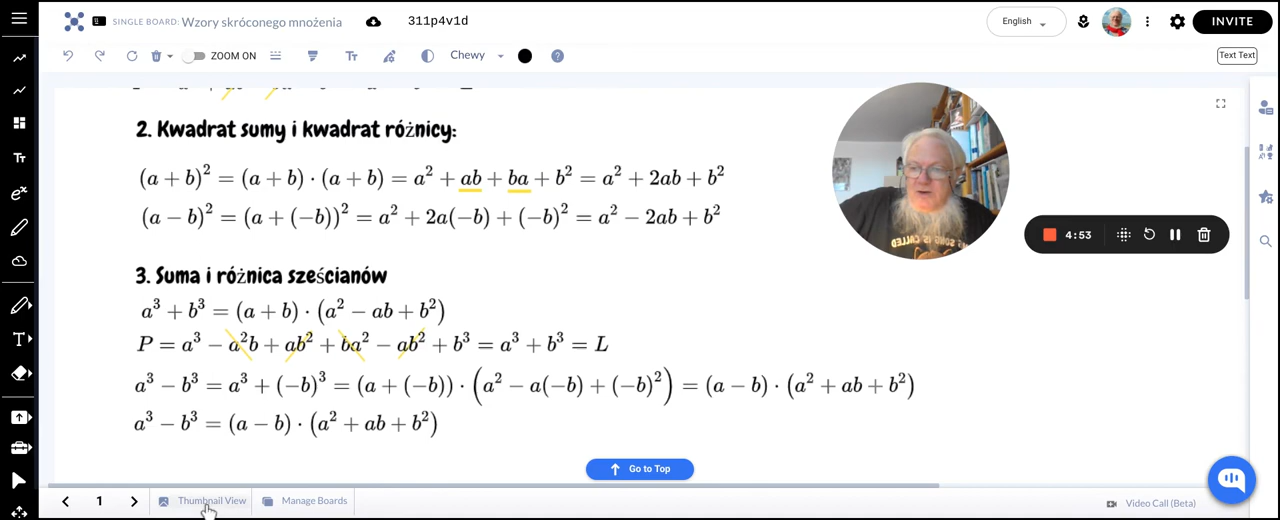 SINGLE BOARD: Wzory skróconego mnożenia
311p4v1d
English
INVITE
ZOOM ON
Tт
Chewy
Text Text
2. Kwadrat sumy i kwadrat różnicy:
(a + b)² = (a + b) · (a + b) = a² + ab + ba + b² = a² + 2ab + b²
(a − b)² = (a + (−b))² = a² + 2a(−b) + (−b)² = a² − 2ab + b²
4:53
3. Suma i różnica sześcianów
a³ + b³ = (a + b) · (a² − ab + b²)
P = a³ − a²b + ab² + ba² − ab² + b³ = a³ + b³ = L
a³ − b³ = a³ + (−b)³ = (a + (−b)) · (a² − a(−b) + (−b)²) = (a − b) · (a² + ab + b²)
a³ − b³ = (a − b) · (a² + ab + b²)
Go to Top
1
Thumbnail View
Manage Boards
Video Call (Beta)